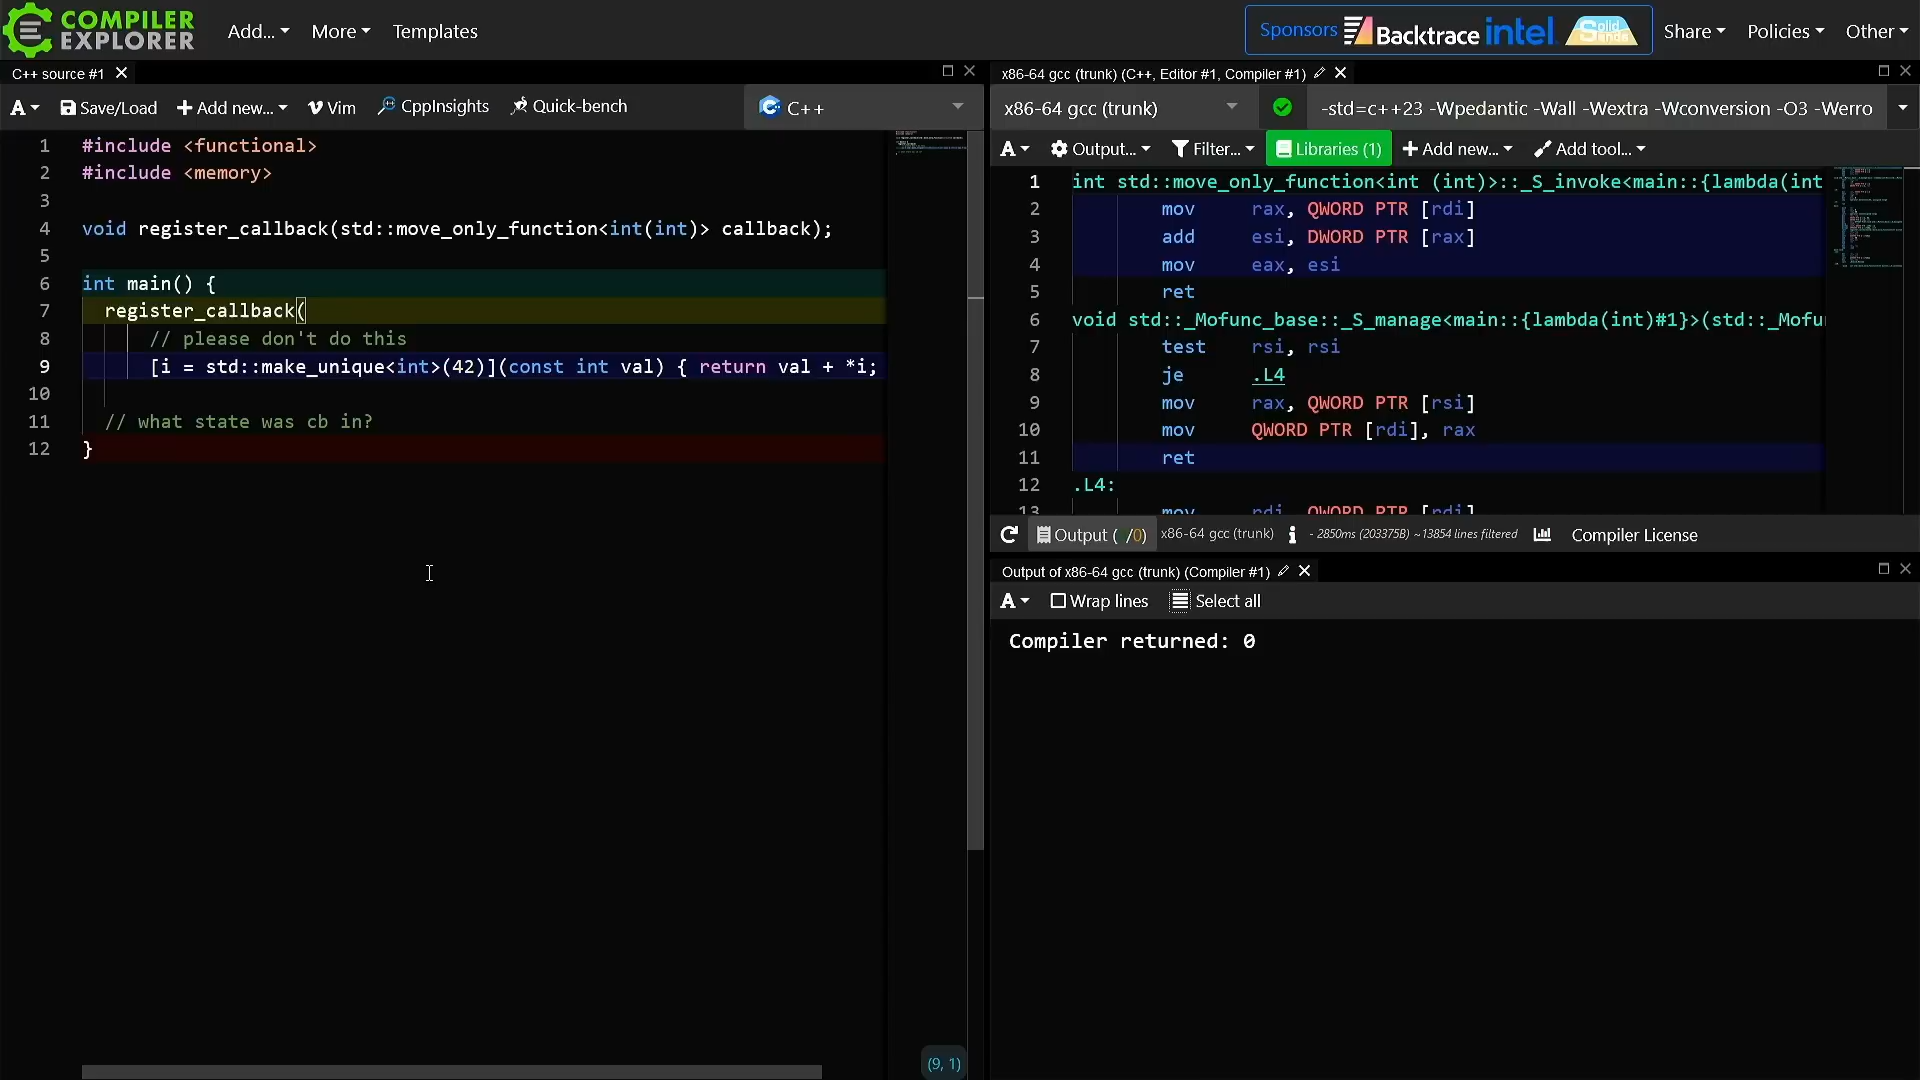 COMPILER EXPLORER Add... More Templates Sponsors Backtrace intel. Solid Sands Share Policies Other
C++ source #1
A Save/Load Add new... Vim CppInsights Quick-bench C++
1 #include <functional>
2 #include <memory>
3
4 void register_callback(std::move_only_function<int(int)> callback);
5
6 int main() {
7 register_callback(
8 // please don't do this
9 [i = std::make_unique<int>(42)](const int val) { return val + *i;
10
11 // what state was cb in?
12 }
(9, 1)
x86-64 gcc (trunk) (C++, Editor #1, Compiler #1)
x86-64 gcc (trunk) -std=c++23 -Wpedantic -Wall -Wextra -Wconversion -O3 -Werro
A Output... Filter... Libraries (1) Add new... Add tool...
1 int std::move_only_function<int (int)>::_S_invoke<main::{lambda(int
2 mov rax, QWORD PTR [rdi]
3 add esi, DWORD PTR [rax]
4 mov eax, esi
5 ret
6 void std::_Mofunc_base::_S_manage<main::{lambda(int)#1}>(std::_Mofu
7 test rsi, rsi
8 je .L4
9 mov rax, QWORD PTR [rsi]
10 mov QWORD PTR [rdi], rax
11 ret
12 .L4:
13 mov rdi, QWORD PTR [rdi]
Output ( /0) x86-64 gcc (trunk) i - 2850ms (203375B) ~13854 lines filtered Compiler License
Output of x86-64 gcc (trunk) (Compiler #1)
A Wrap lines Select all
Compiler returned: 0